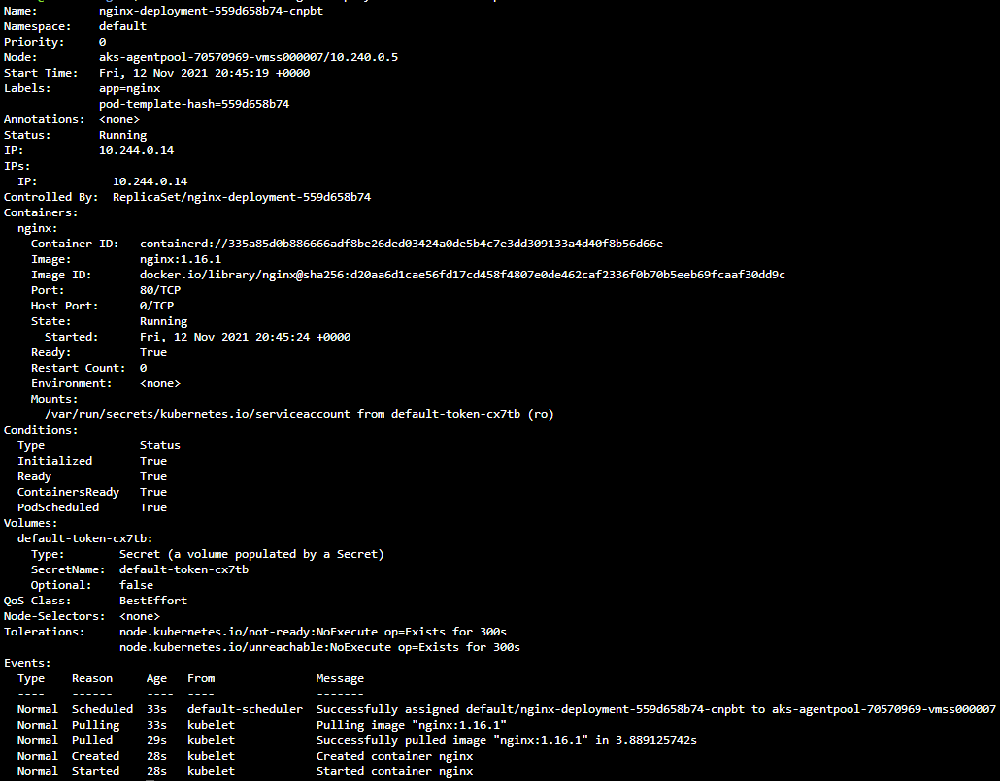 Name:         nginx-deployment-559d658b74-cnpbt
Namespace:    default
Priority:     0
Node:         aks-agentpool-70570969-vmss000007/10.240.0.5
Start Time:   Fri, 12 Nov 2021 20:45:19 +0000
Labels:       app=nginx
              pod-template-hash=559d658b74
Annotations:  <none>
Status:       Running
IP:           10.244.0.14
IPs:
  IP:           10.244.0.14
Controlled By:  ReplicaSet/nginx-deployment-559d658b74
Containers:
  nginx:
    Container ID:   containerd://335a85d0b886666adf8be26ded03424a0de5b4c7e3dd309133a4d40f8b56d66e
    Image:          nginx:1.16.1
    Image ID:       docker.io/library/nginx@sha256:d20aa6d1cae56fd17cd458f4807e0de462caf2336f0b70b5eeb69fcaaf30dd9c
    Port:           80/TCP
    Host Port:      0/TCP
    State:          Running
      Started:      Fri, 12 Nov 2021 20:45:24 +0000
    Ready:          True
    Restart Count:  0
    Environment:    <none>
    Mounts:
      /var/run/secrets/kubernetes.io/serviceaccount from default-token-cx7tb (ro)
Conditions:
  Type              Status
  Initialized       True
  Ready             True
  ContainersReady   True
  PodScheduled      True
Volumes:
  default-token-cx7tb:
    Type:        Secret (a volume populated by a Secret)
    SecretName:  default-token-cx7tb
    Optional:    false
QoS Class:       BestEffort
Node-Selectors:  <none>
Tolerations:     node.kubernetes.io/not-ready:NoExecute op=Exists for 300s
                 node.kubernetes.io/unreachable:NoExecute op=Exists for 300s
Events:
  Type    Reason     Age   From               Message
  ----    ------     ----  ----               -------
  Normal  Scheduled  33s   default-scheduler  Successfully assigned default/nginx-deployment-559d658b74-cnpbt to aks-agentpool-70570969-vmss000007
  Normal  Pulling    33s   kubelet            Pulling image "nginx:1.16.1"
  Normal  Pulled     29s   kubelet            Successfully pulled image "nginx:1.16.1" in 3.889125742s
  Normal  Created    28s   kubelet            Created container nginx
  Normal  Started    28s   kubelet            Started container nginx